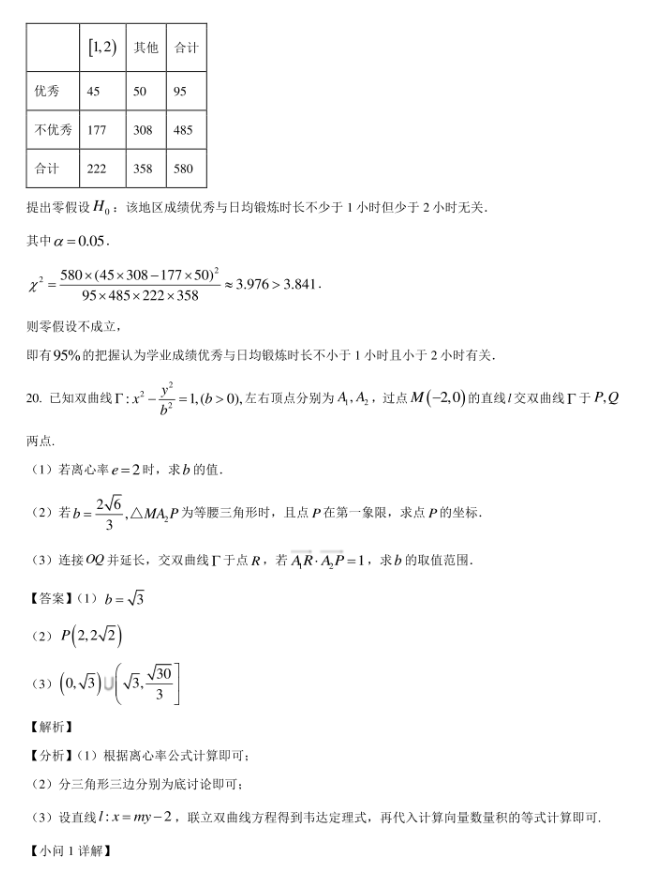 [1,2) 其他 合计
优秀 45 50 95
不优秀 177 308 485
合计 222 358 580
提出零假设 H₀：该地区成绩优秀与日均锻炼时长不少于 1 小时但少于 2 小时无关.
其中 α = 0.05.
χ² = 580×(45×308−177×50)² / 95×485×222×358 ≈ 3.976 > 3.841.
则零假设不成立，
即有 95% 的把握认为学业成绩优秀与日均锻炼时长不小于 1 小时且小于 2 小时有关.
20. 已知双曲线 Γ: x² − y²/b² = 1, (b > 0), 左右顶点分别为 A₁, A₂，过点 M(−2,0) 的直线 l 交双曲线 Γ 于 P, Q
两点.
（1）若离心率 e = 2 时，求 b 的值.
（2）若 b = 2√6/3, △MA₂P 为等腰三角形时，且点 P 在第一象限，求点 P 的坐标.
（3）连接 OQ 并延长，交双曲线 Γ 于点 R，若 A₁R · A₂P = 1，求 b 的取值范围.
【答案】（1）b = √3
（2）P(2, 2√2)
（3）(0, √3) ∪ (√3, √30/3]
【解析】
【分析】（1）根据离心率公式计算即可；
（2）分三角形三边分别为底讨论即可；
（3）设直线 l : x = my − 2，联立双曲线方程得到韦达定理式，再代入计算向量数量积的等式计算即可.
【小问 1 详解】